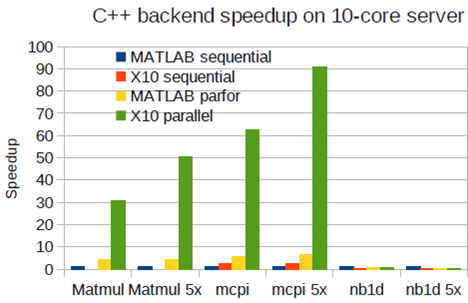 C++ backend speedup on 10-core server
MATLAB sequential
X10 sequential
MATLAB parfor
X10 parallel
Speedup
100
90
80
70
60
50
40
30
20
10
0
Matmul Matmul 5x mcpi mcpi 5x nb1d nb1d 5x